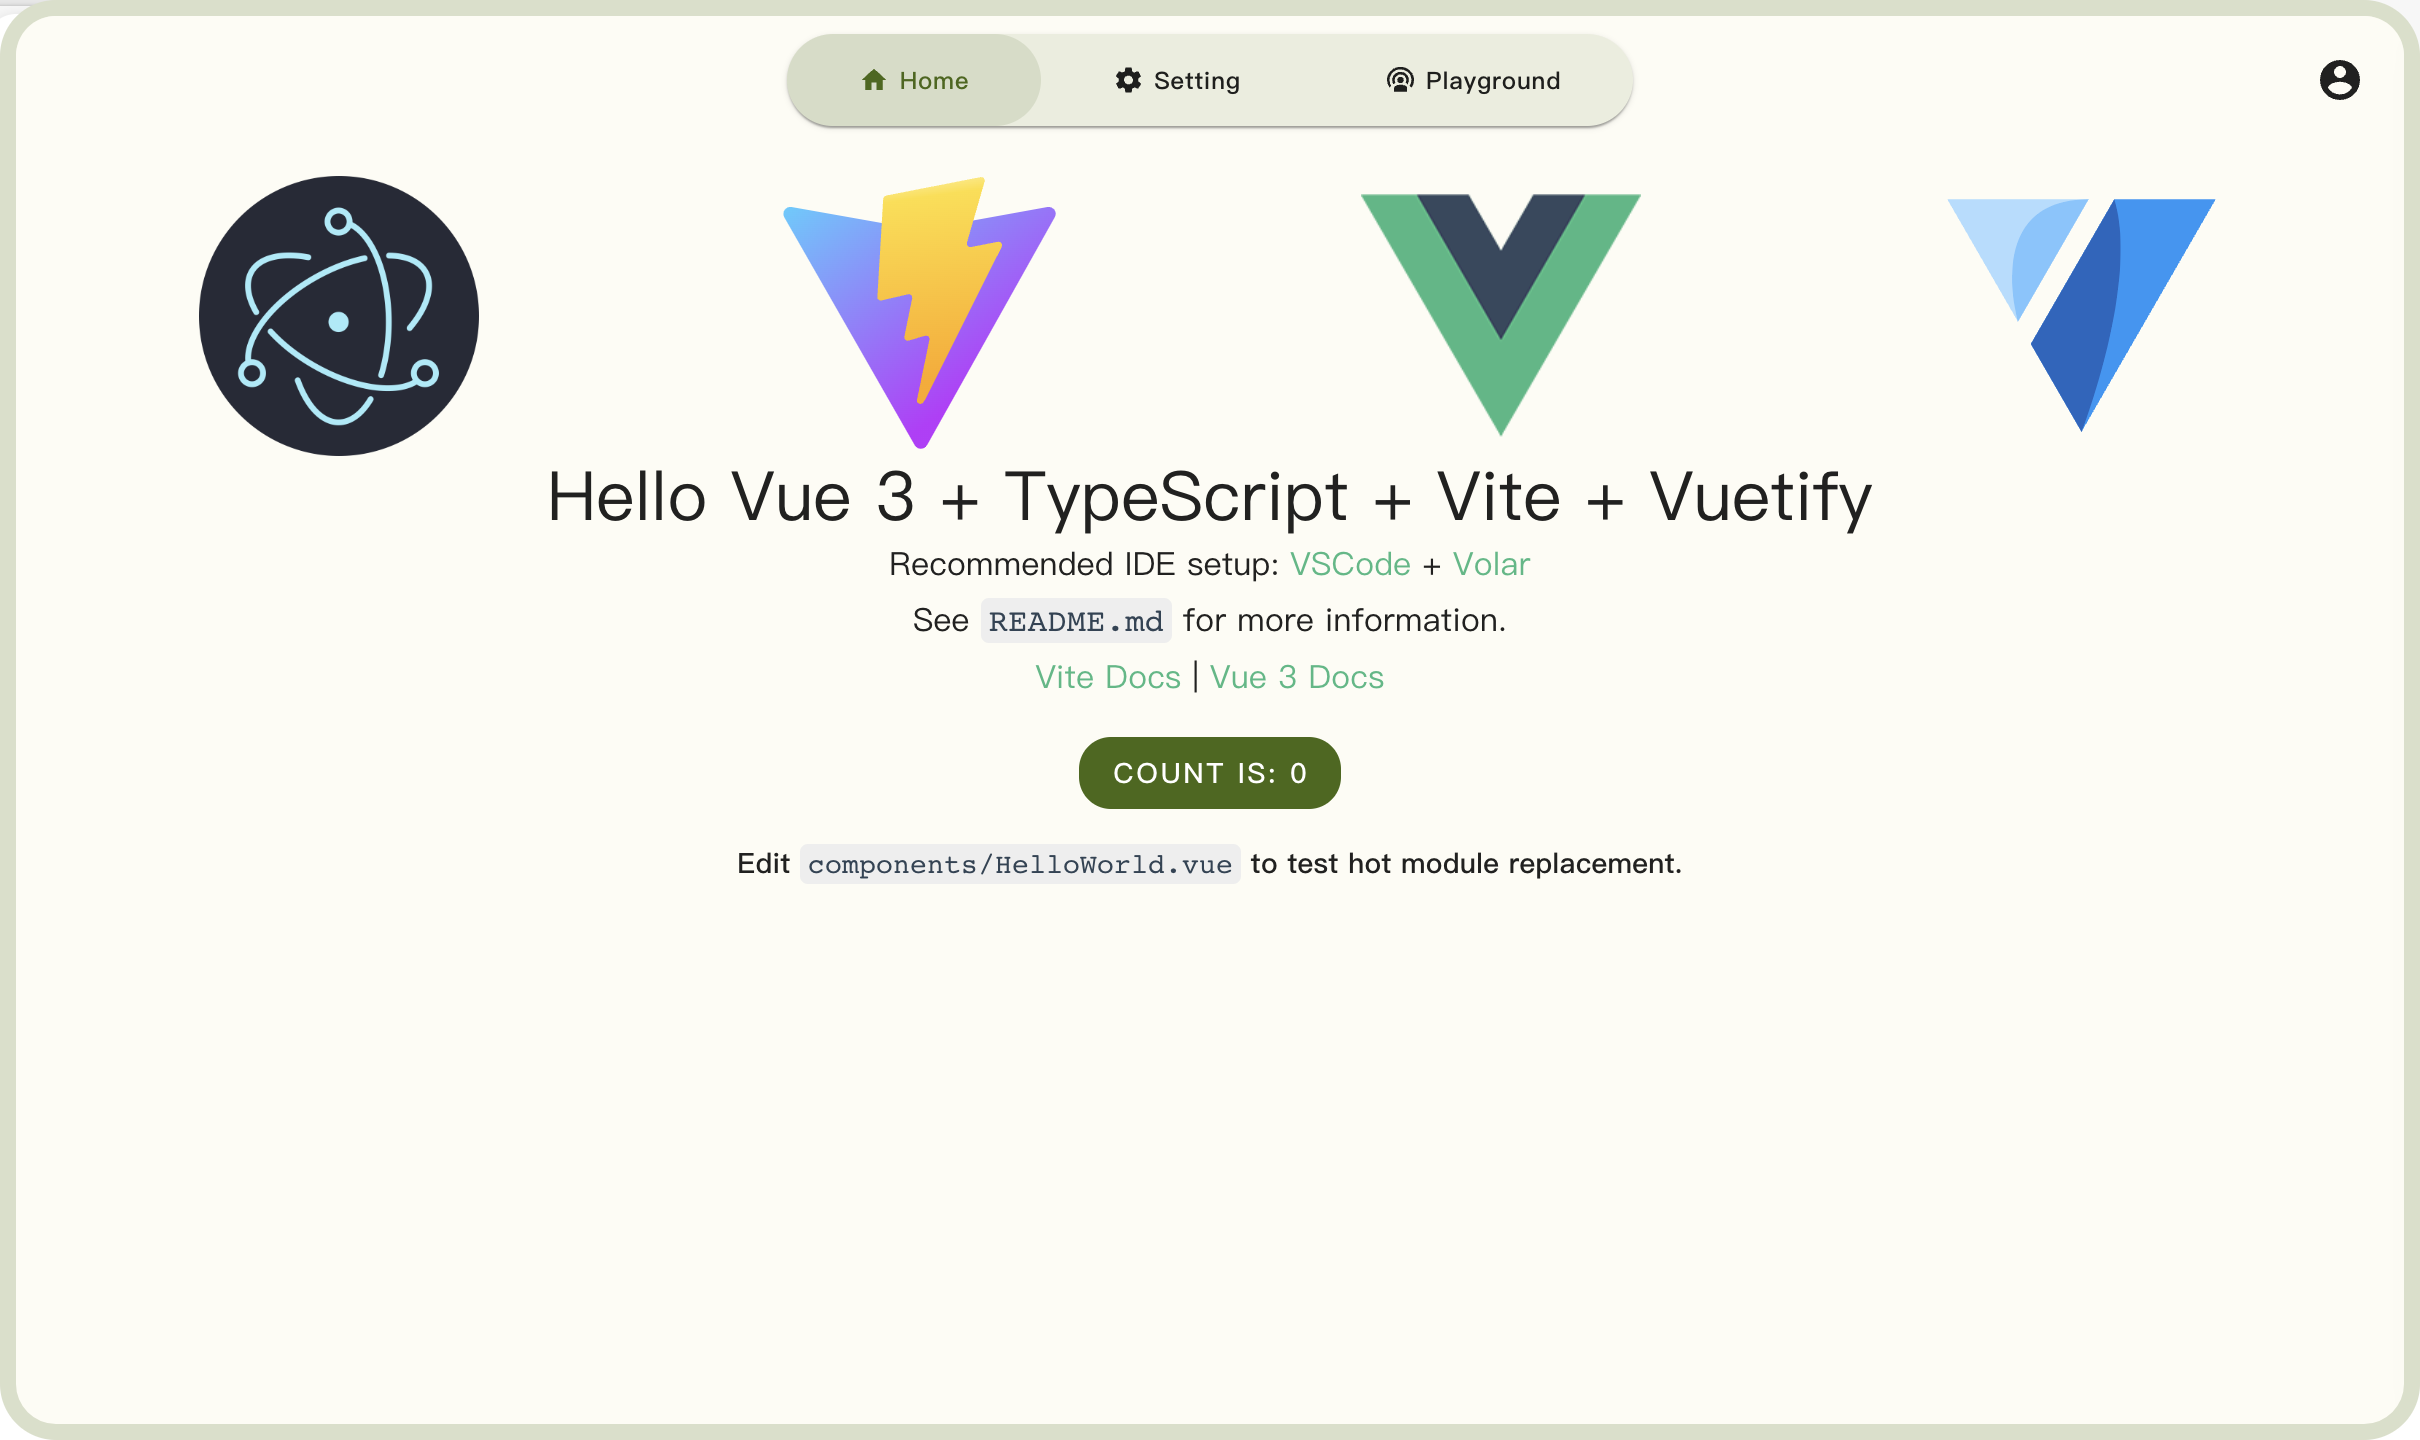 Home
Setting
Playground
Hello Vue 3 + TypeScript + Vite + Vuetify
Recommended IDE setup: VSCode + Volar
See README.md for more information.
Vite Docs | Vue 3 Docs
COUNT IS: 0
Edit components/HelloWorld.vue to test hot module replacement.